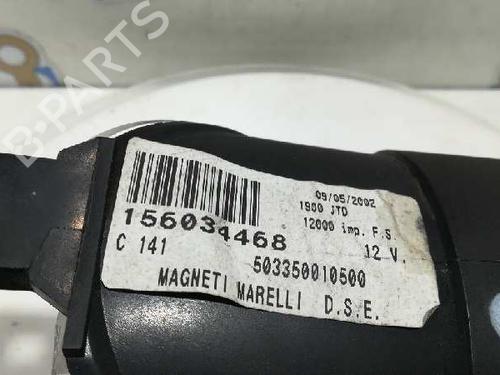 B-PARTS
09/05/2002
1900 JTD
156034468
12000 imp. F.S.
C 141
12 V.
503350010500
MAGNETI MARELLI D.S.E.